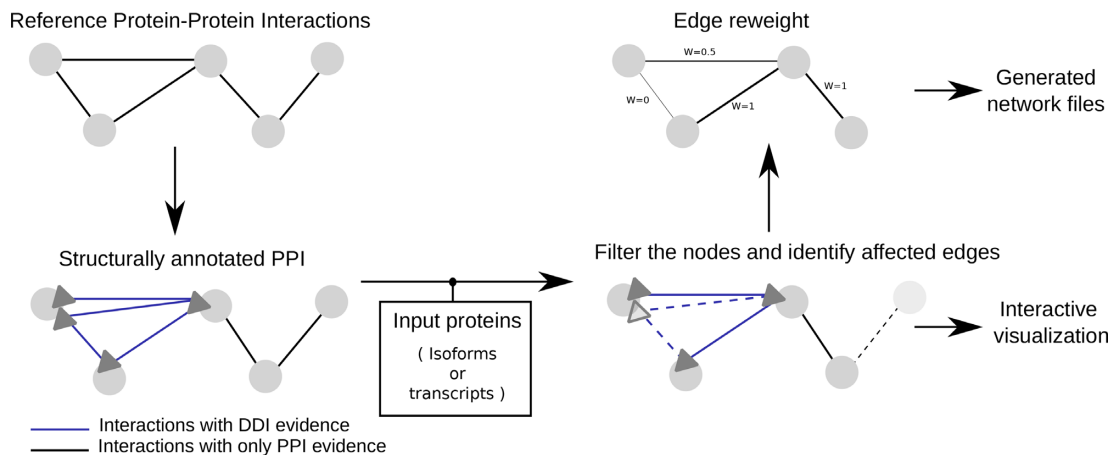 Reference Protein-Protein Interactions
Structurally annotated PPI
Interactions with DDI evidence
Interactions with only PPI evidence
Input proteins
( Isoforms
or
transcripts )
Filter the nodes and identify affected edges
Interactive
visualization
Edge reweight
W=0.5
W=0
W=1
W=1
Generated
network files